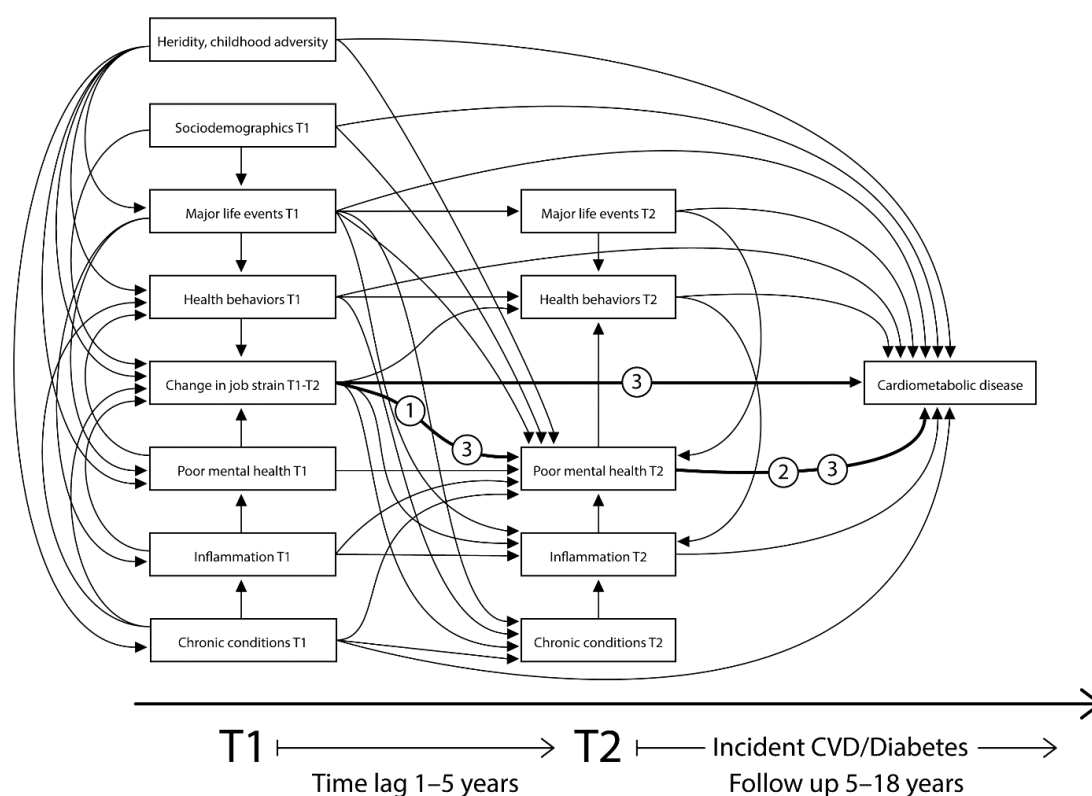 Heridity, childhood adversity
Sociodemographics T1
Major life events T1
Major life events T2
Health behaviors T1
Health behaviors T2
Change in job strain T1-T2
3
Cardiometabolic disease
1
3
Poor mental health T1
Poor mental health T2
2
3
Inflammation T1
Inflammation T2
Chronic conditions T1
Chronic conditions T2
T1
T2
Incident CVD/Diabetes
Time lag 1–5 years
Follow up 5–18 years